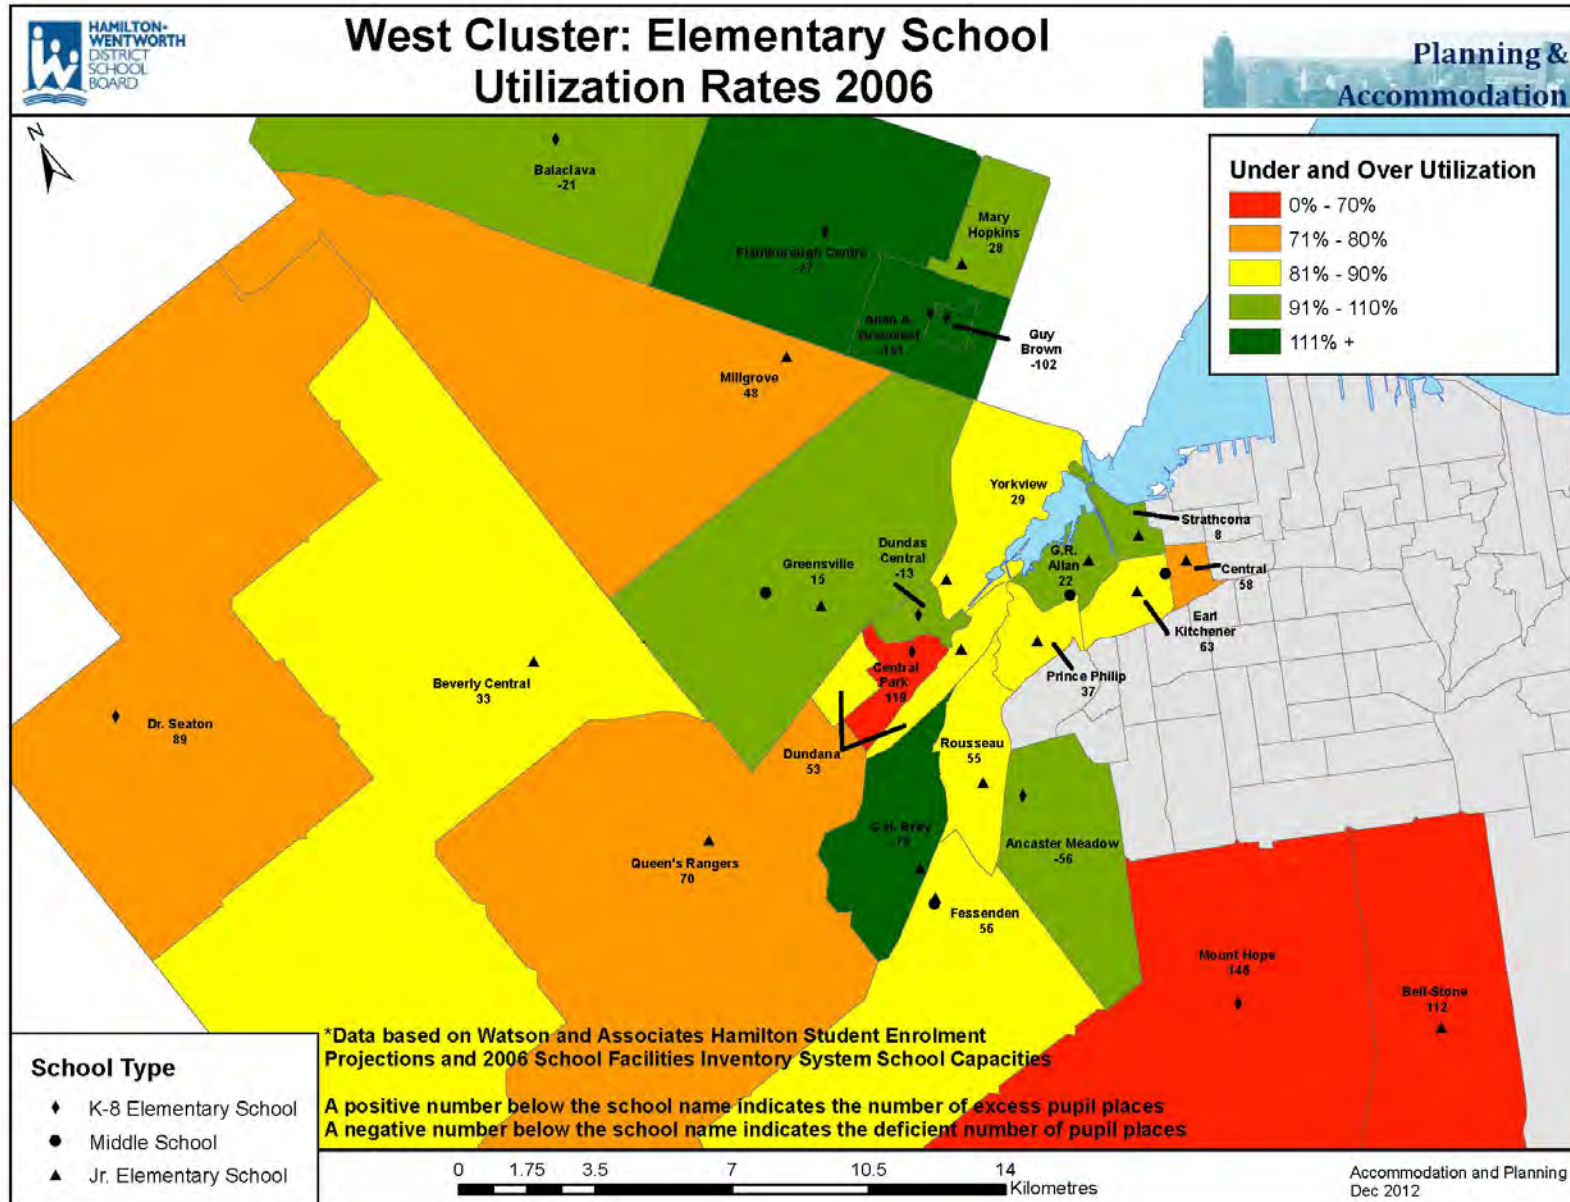 HAMILTON-
WENTWORTH
DISTRICT
SCHOOL
BOARD
West Cluster: Elementary School
Utilization Rates 2006
Planning &
Accommodation
N
Under and Over Utilization
0% - 70%
71% - 80%
81% - 90%
91% - 110%
111% +
Balaclava
-21
Mary
Hopkins
28
Flamborough Centre
-77
Allan A.
Greenleaf
-151
Guy
Brown
-102
Millgrove
48
Yorkview
29
Strathcona
8
Dundas
Central
-13
G.R.
Allan
22
Greensville
15
Central
58
Earl
Kitchener
63
Beverly Central
33
Central
Park
119
Prince Philip
37
Dr. Seaton
89
Dundana
53
Rousseau
55
C.H. Bray
-78
Ancaster Meadow
-56
Queen's Rangers
70
Fessenden
56
Mount Hope
146
Bell-Stone
112
*Data based on Watson and Associates Hamilton Student Enrolment
Projections and 2006 School Facilities Inventory System School Capacities
A positive number below the school name indicates the number of excess pupil places
A negative number below the school name indicates the deficient number of pupil places
School Type
K-8 Elementary School
Middle School
Jr. Elementary School
0 1.75 3.5 7 10.5 14
Kilometres
Accommodation and Planning
Dec 2012